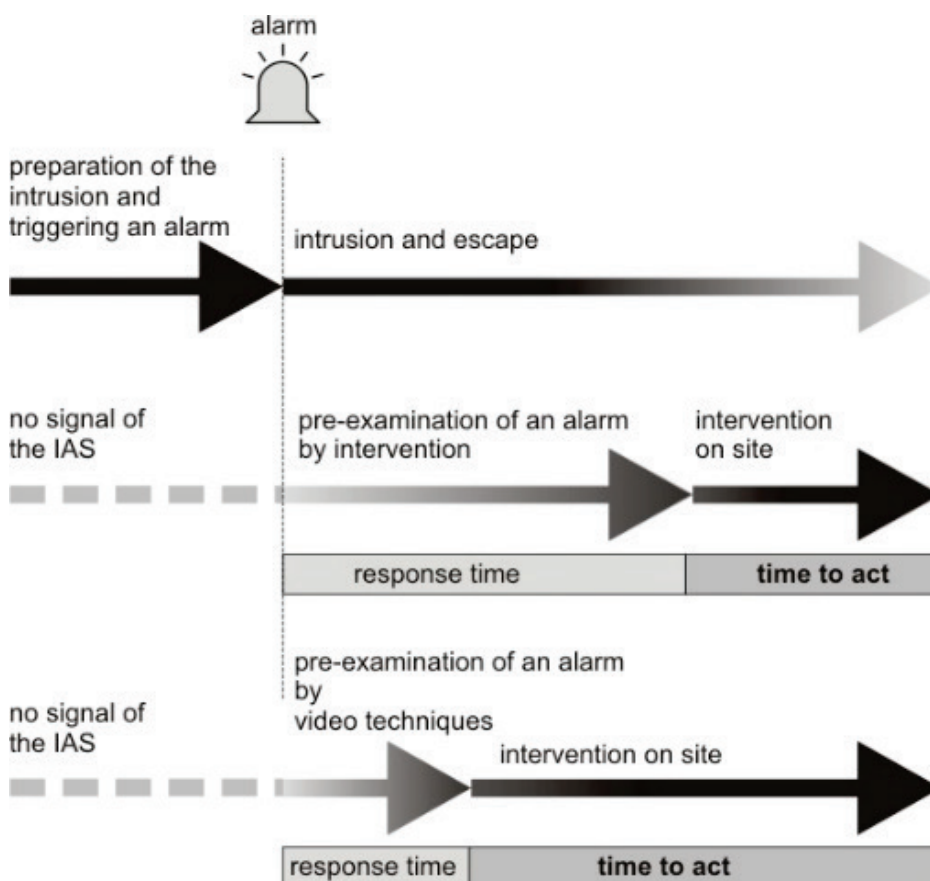 alarm
preparation of the
intrusion and
triggering an alarm
intrusion and escape
no signal of
the IAS
pre-examination of an alarm
by intervention
intervention
on site
response time
time to act
pre-examination of an alarm
by
video techniques
no signal of
the IAS
intervention on site
response time
time to act